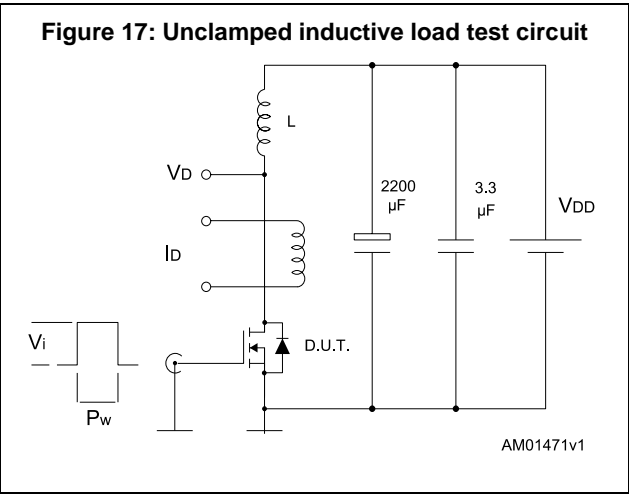 Figure 17: Unclamped inductive load test circuit
L
VD
2200
µF
3.3
µF
VDD
ID
Vi
D.U.T.
Pw
AM01471v1